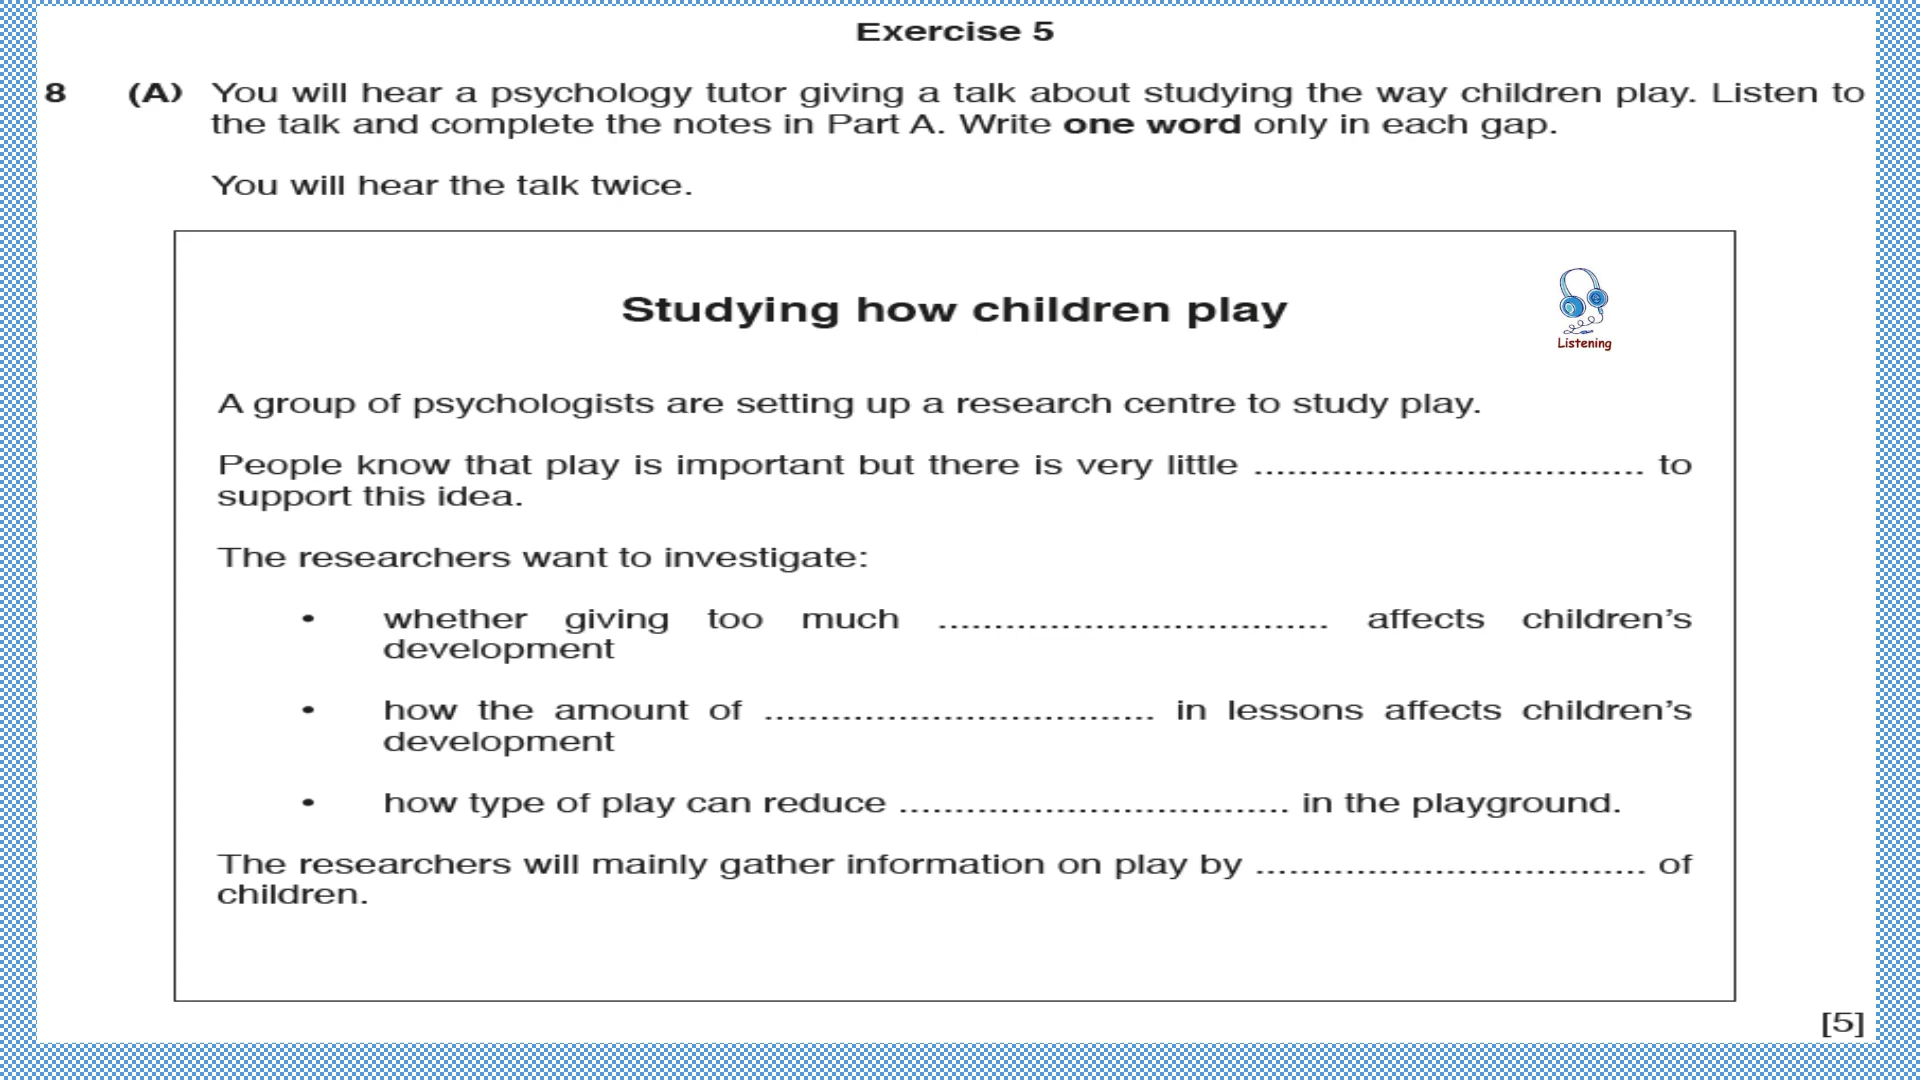 Exercise 5
8 (A) You will hear a psychology tutor giving a talk about studying the way children play. Listen to
the talk and complete the notes in Part A. Write one word only in each gap.
You will hear the talk twice.
Studying how children play
Listening
A group of psychologists are setting up a research centre to study play.
People know that play is important but there is very little ................................... to
support this idea.
The researchers want to investigate:
• whether giving too much ................................... affects children’s
development
• how the amount of ................................... in lessons affects children’s
development
• how type of play can reduce ................................... in the playground.
The researchers will mainly gather information on play by ................................... of
children.
[5]